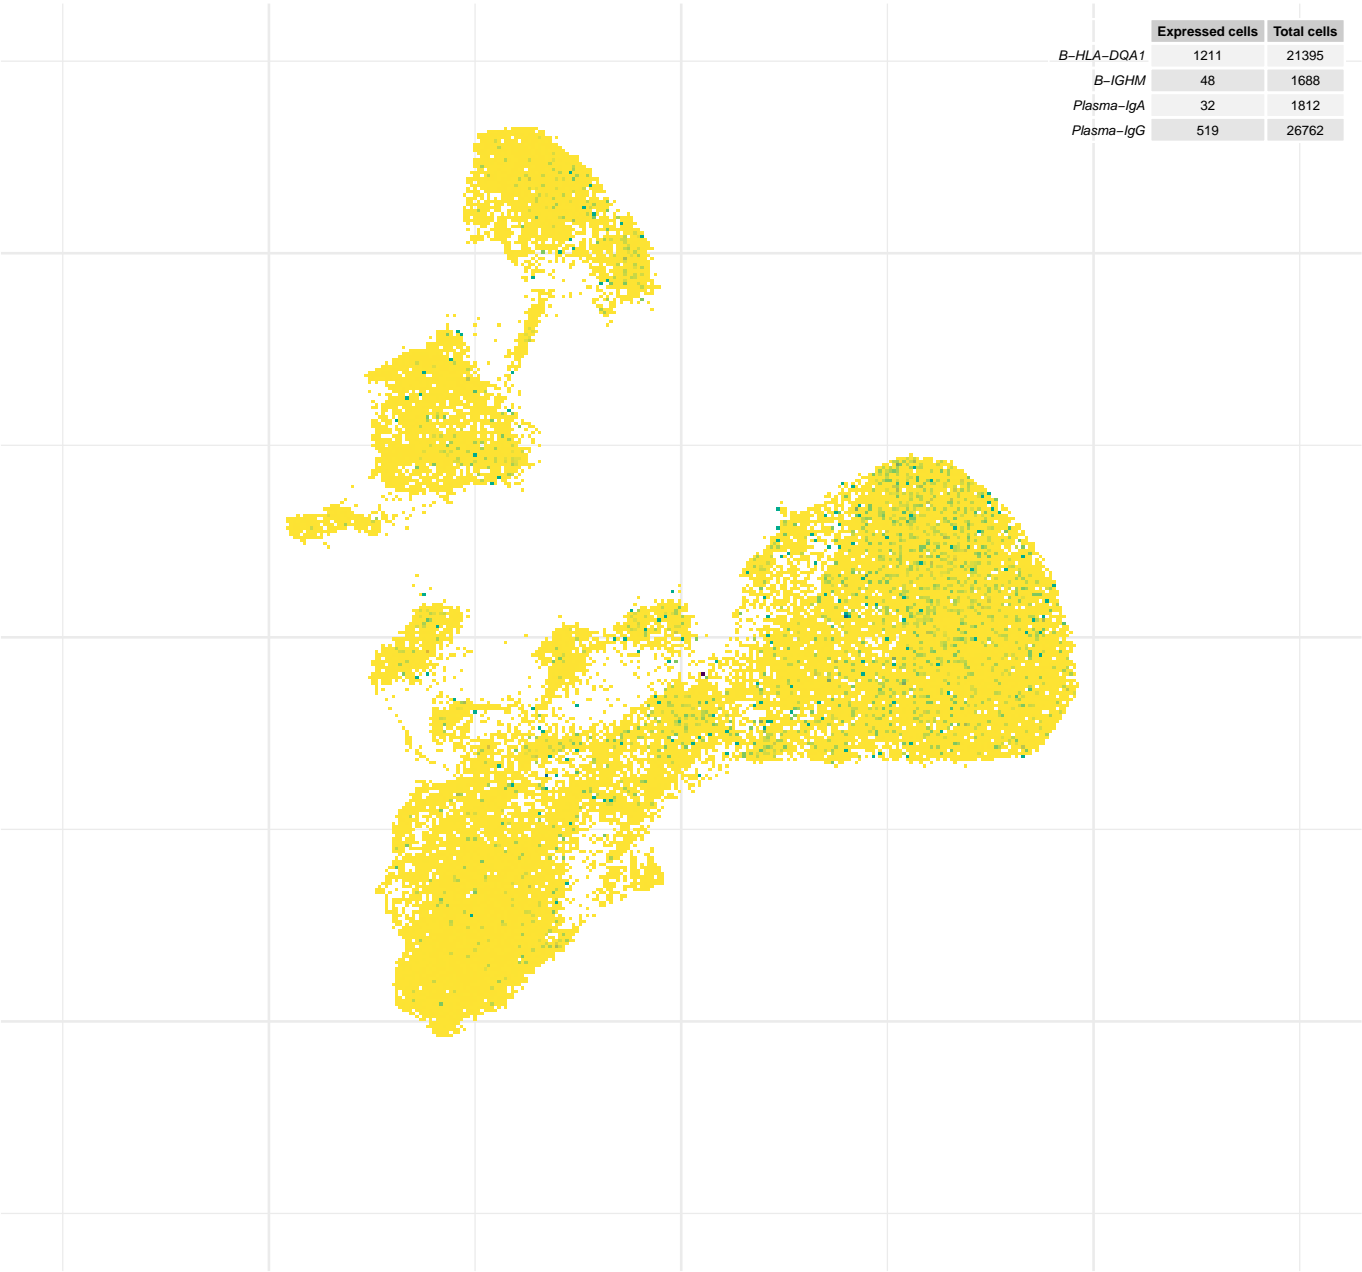 Expressed cells Total cells
B−HLA−DQA1 1211 21395
B−IGHM 48 1688
Plasma−IgA 32 1812
Plasma−IgG 519 26762